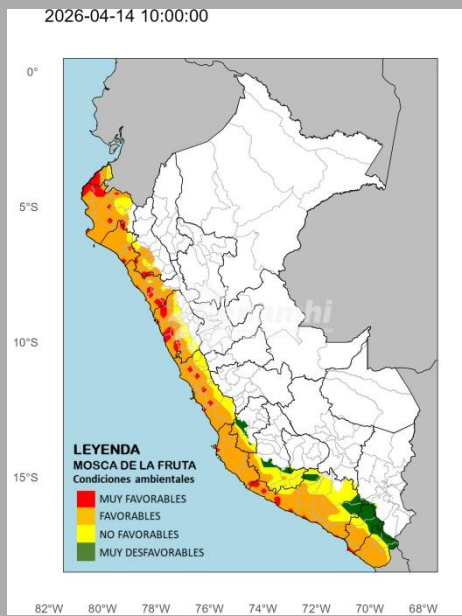 2026-04-14 10:00:00
0°
5°S
10°S
15°S
LEYENDA
MOSCA DE LA FRUTA
Condiciones ambientales
MUY FAVORABLES
FAVORABLES
NO FAVORABLES
MUY DESFAVORABLES
82°W 80°W 78°W 76°W 74°W 72°W 70°W 68°W